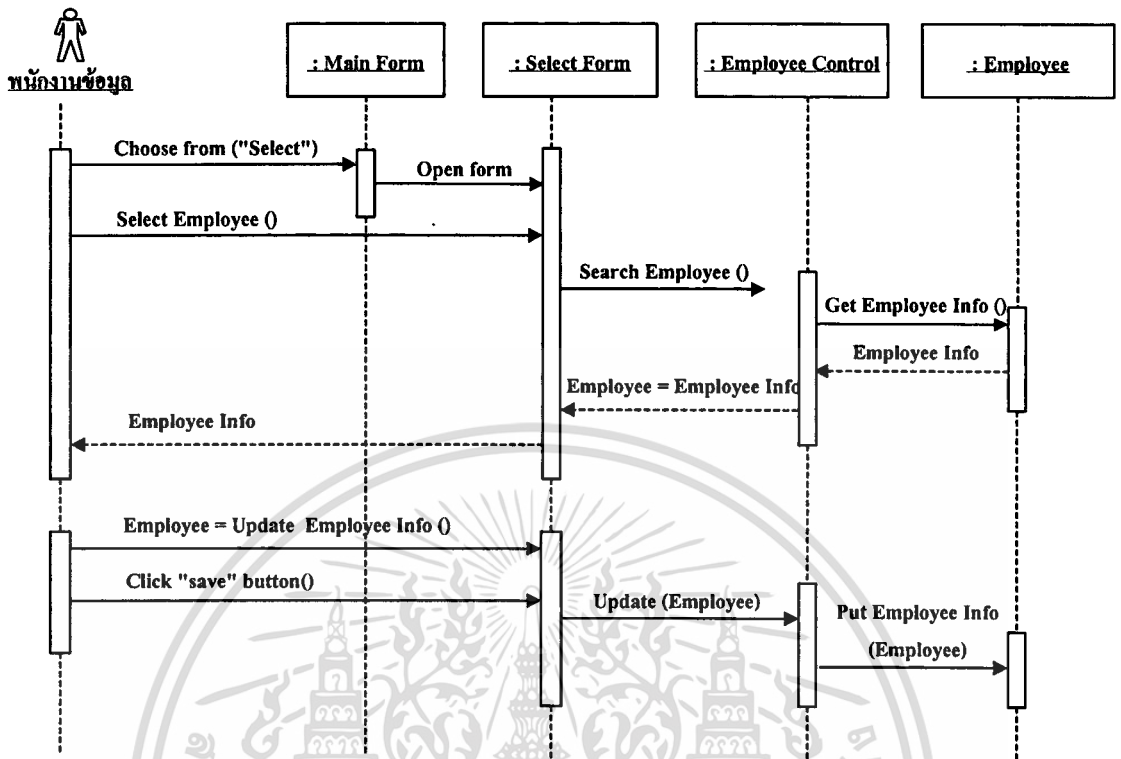 พนักงานข้อมูล
: Main Form
: Select Form
: Employee Control
: Employee
Choose from ("Select")
Open form
Select Employee ()
Search Employee ()
Get Employee Info ()
Employee Info
Employee = Employee Info
Employee Info
Employee = Update Employee Info ()
Click "save" button()
Update (Employee)
Put Employee Info
(Employee)